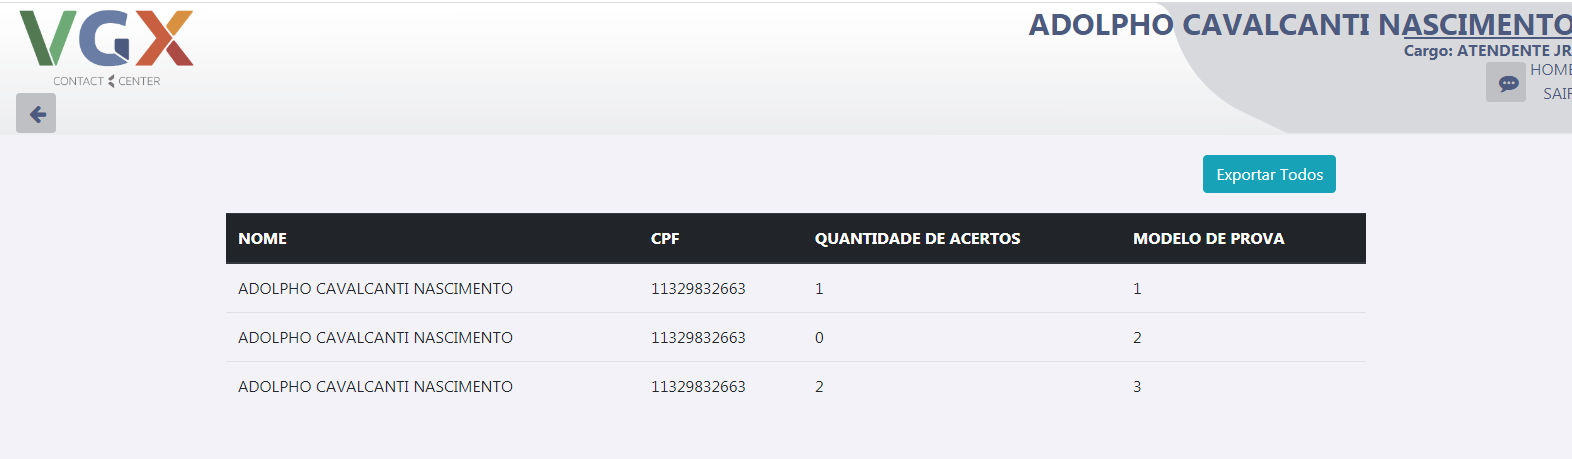 VGX
CONTACT CENTER
ADOLPHO CAVALCANTI NASCIMENTO
Cargo: ATENDENTE JR
HOME
SAIR
Exportar Todos
NOME CPF QUANTIDADE DE ACERTOS MODELO DE PROVA
ADOLPHO CAVALCANTI NASCIMENTO 11329832663 1 1
ADOLPHO CAVALCANTI NASCIMENTO 11329832663 0 2
ADOLPHO CAVALCANTI NASCIMENTO 11329832663 2 3